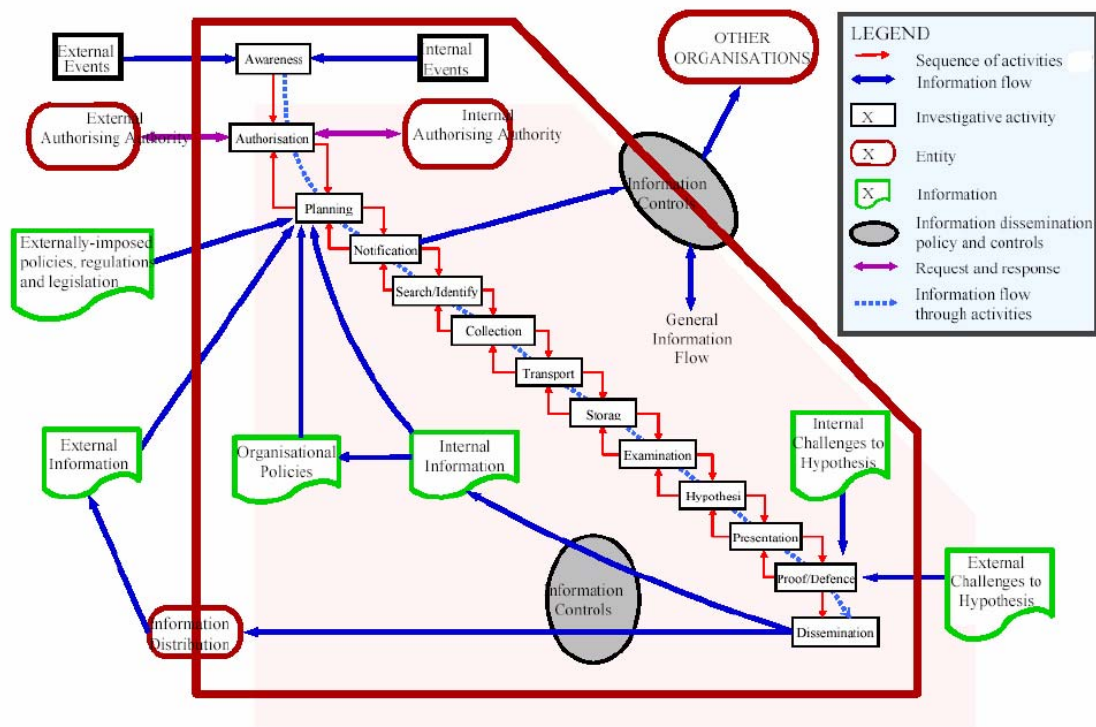 External
Events
Awareness
Internal
Events
OTHER
ORGANISATIONS
External
Authorising Authority
Authorisation
Internal
Authorising Authority
Information
Controls
Planning
Externally-imposed
policies, regulations
and legislation
Notification
Search/Identify
Collection
General
Information
Flow
Transport
Storag
External
Information
Organisational
Policies
Internal
Information
Examination
Internal
Challenges to
Hypothesis
Hypothesi
Presentation
Proof/Defence
External
Challenges to
Hypothesis
Information
Controls
Information
Distribution
Dissemination
LEGEND
Sequence of activities
Information flow
X
Investigative activity
X
Entity
X
Information
Information dissemination
policy and controls
Request and response
Information flow
through activities